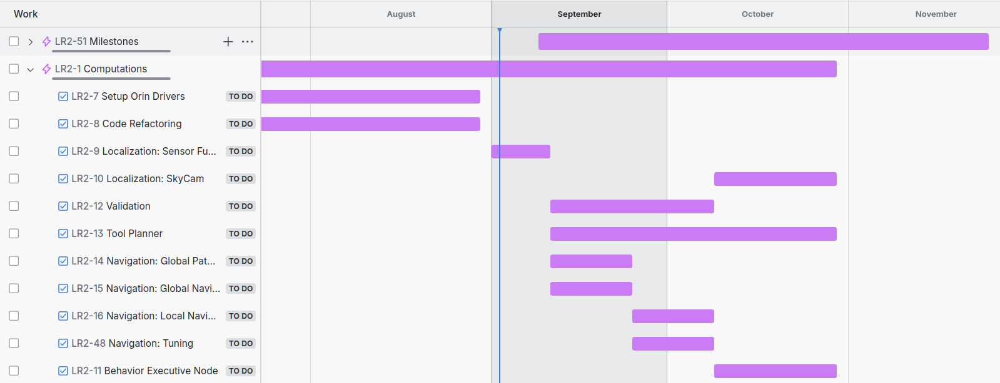 Work August September October November
LR2-51 Milestones
LR2-1 Computations
LR2-7 Setup Orin Drivers TO DO
LR2-8 Code Refactoring TO DO
LR2-9 Localization: Sensor Fu... TO DO
LR2-10 Localization: SkyCam TO DO
LR2-12 Validation TO DO
LR2-13 Tool Planner TO DO
LR2-14 Navigation: Global Pat... TO DO
LR2-15 Navigation: Global Navi... TO DO
LR2-16 Navigation: Local Navi... TO DO
LR2-48 Navigation: Tuning TO DO
LR2-11 Behavior Executive Node TO DO